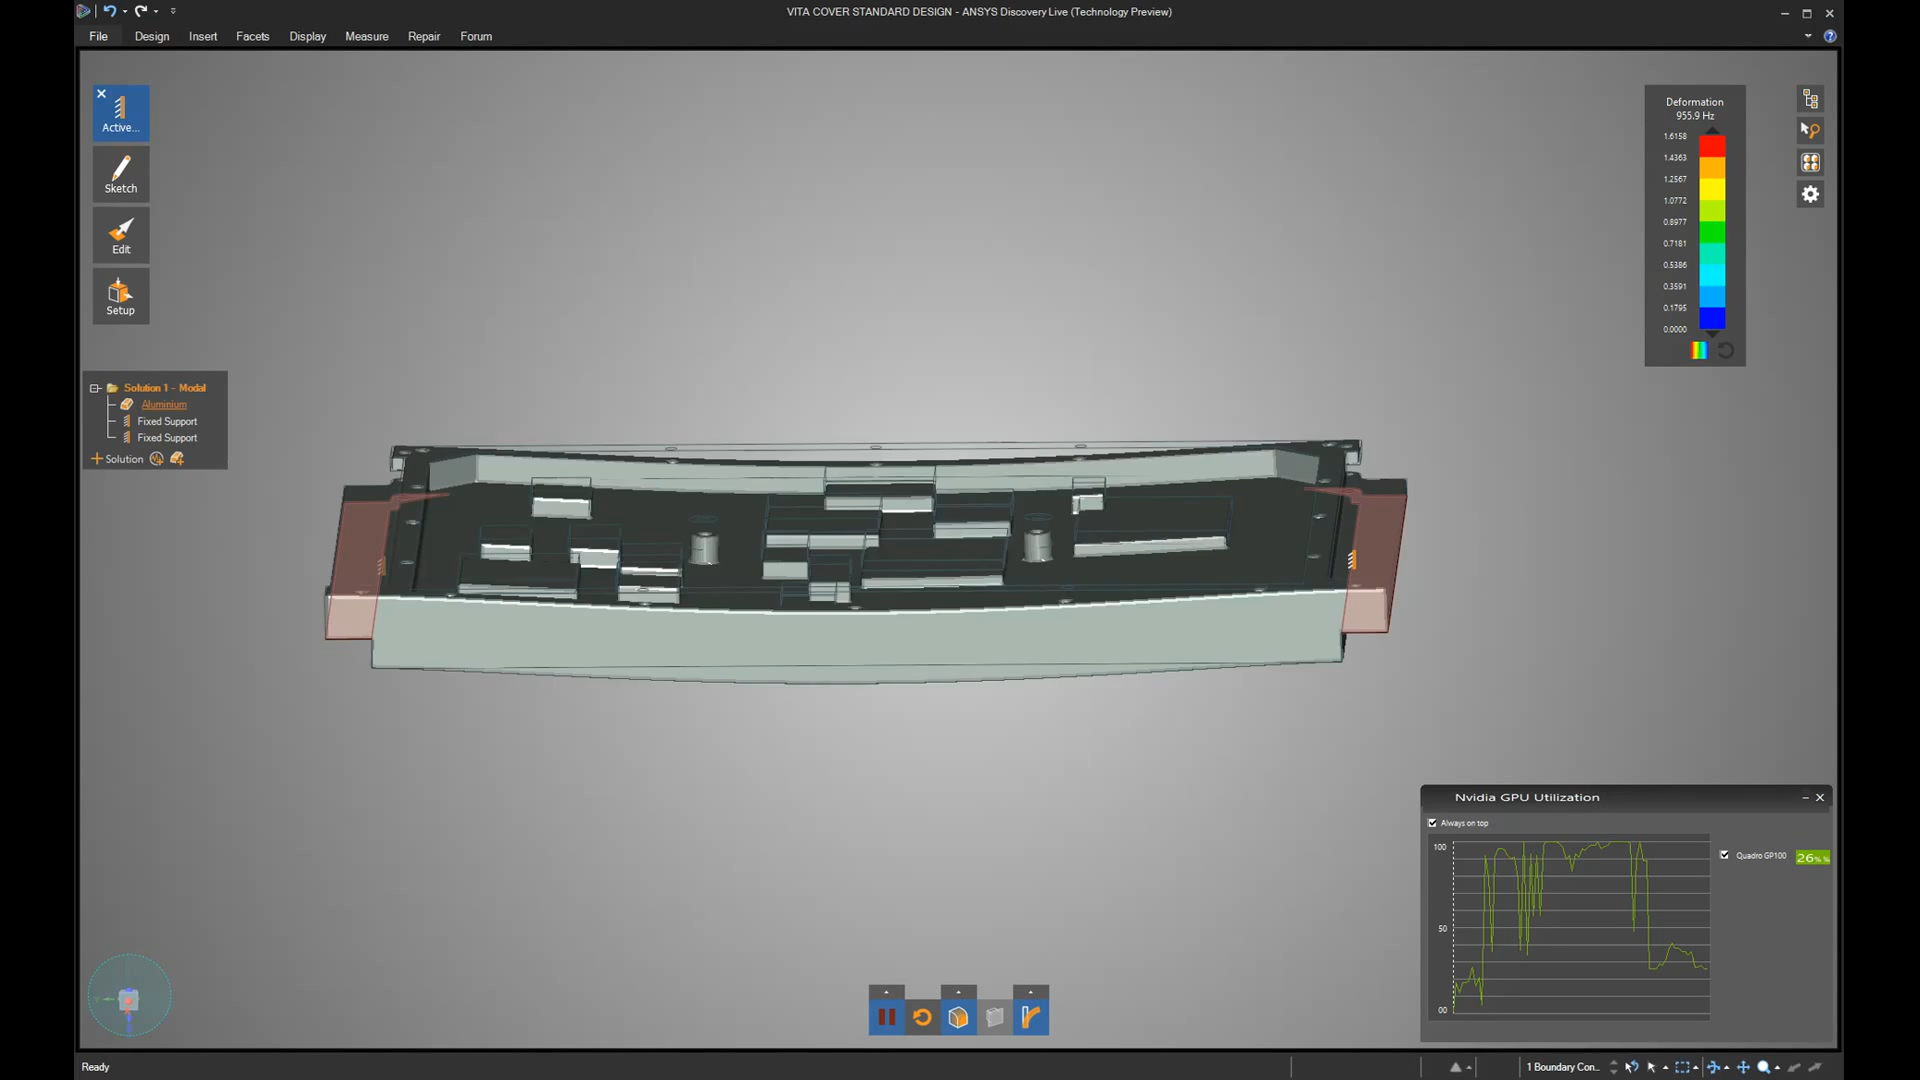 VITA COVER STANDARD DESIGN - ANSYS Discovery Live (Technology Preview)
File Design Insert Facets Display Measure Repair Forum
Active...
Sketch
Edit
Setup
Solution 1 - Modal
Aluminium
Fixed Support
Fixed Support
Solution
Deformation
955.9 Hz
1.6158
1.4363
1.2567
1.0772
0.8977
0.7181
0.5386
0.3591
0.1795
0.0000
Nvidia GPU Utilization
Always on top
100
50
00
Quadro GP100 26% %
Ready
1 Boundary Con...